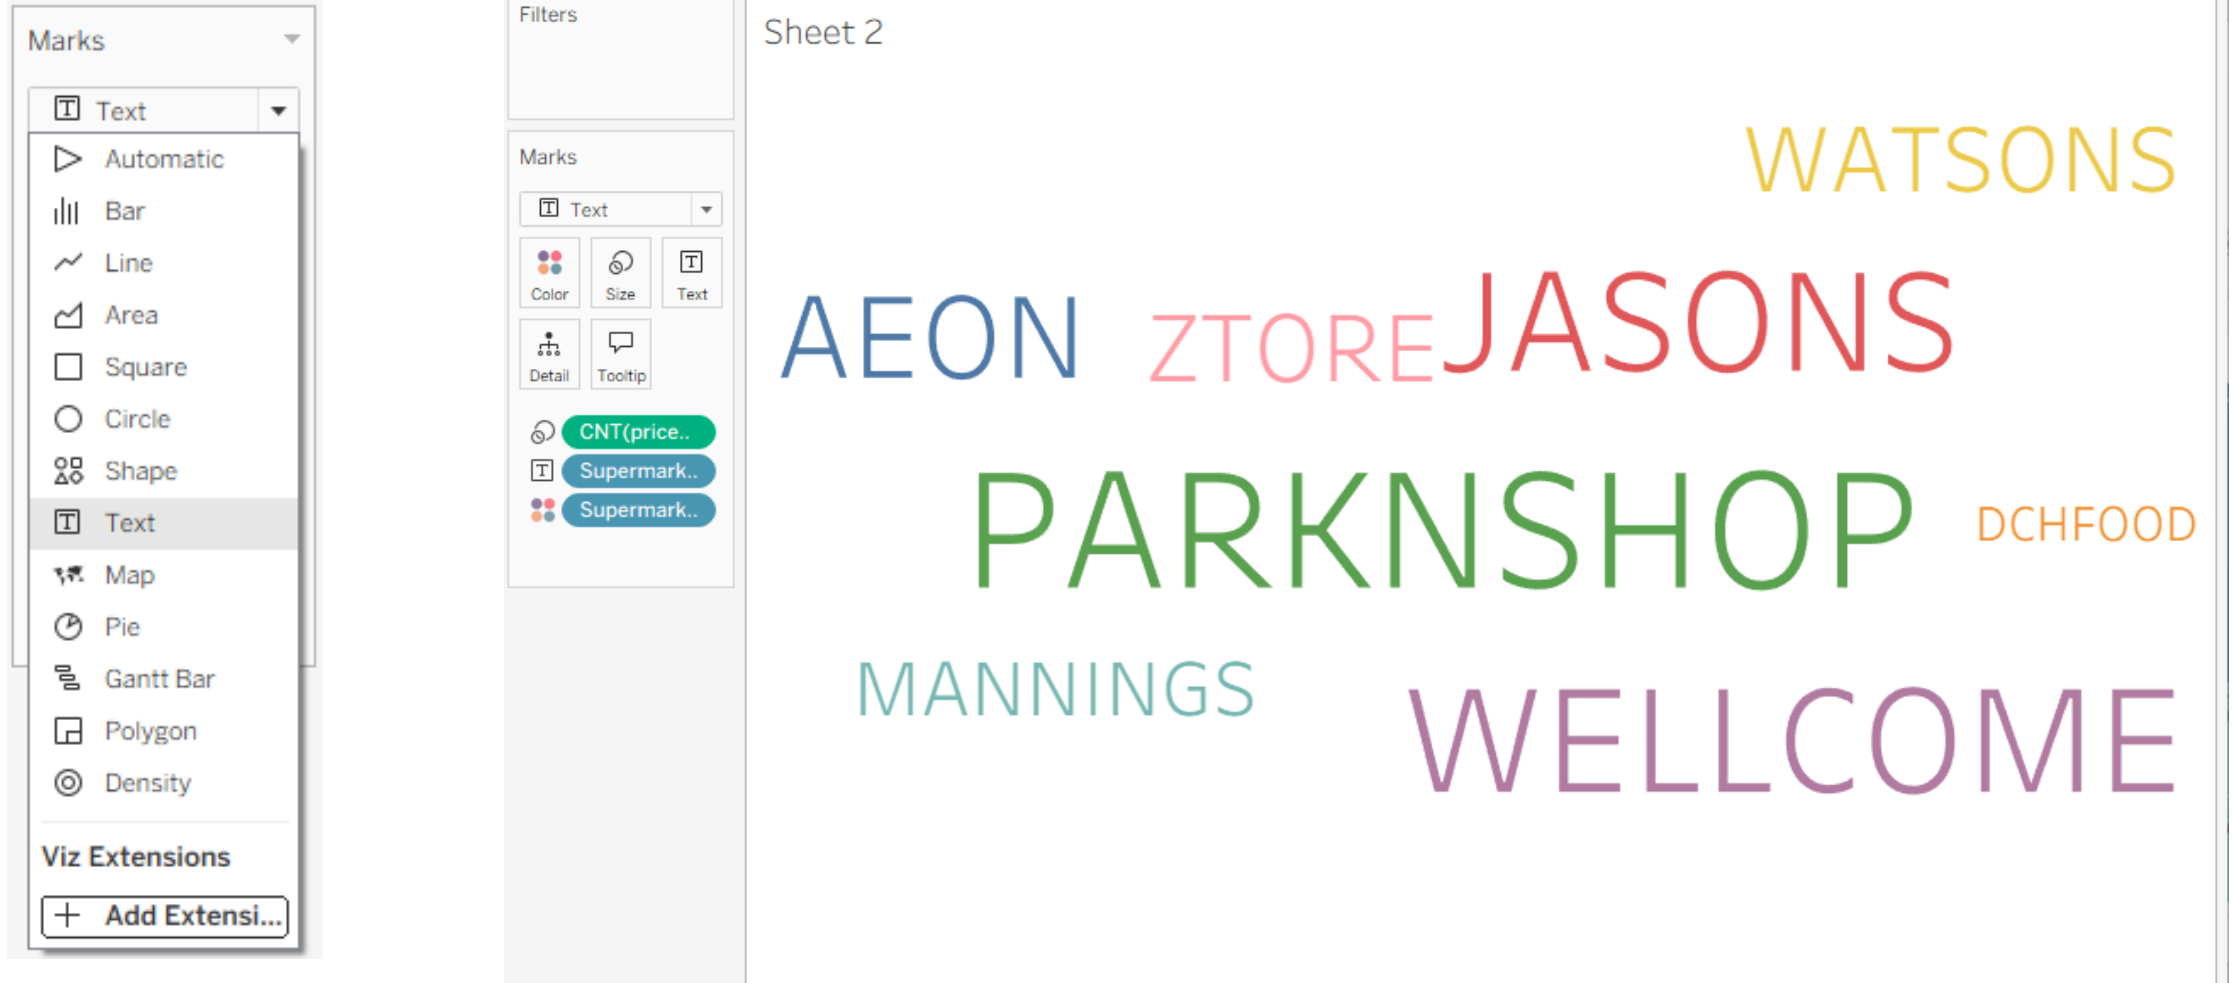 Marks
Text
Automatic
Bar
Line
Area
Square
Circle
Shape
Text
Map
Pie
Gantt Bar
Polygon
Density
Viz Extensions
Add Extensi...
Filters
Marks
Text
Color Size Text
Detail Tooltip
CNT(price..
Supermark..
Supermark..
Sheet 2
WATSONS
AEON ZTORE JASONS
PARKNSHOP DCHFOOD
MANNINGS WELLCOME